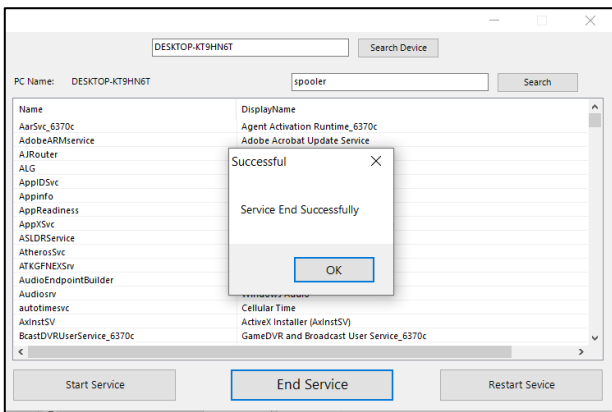 DESKTOP-KT9HN6T Search Device
PC Name: DESKTOP-KT9HN6T spooler Search
Name DisplayName
AarSvc_6370c Agent Activation Runtime_6370c
AdobeARMservice Adobe Acrobat Update Service
AJRouter
ALG
AppIDSvc
Appinfo
AppReadiness
AppXSvc
ASLDRService
AtherosSvc
ATKGFNEXSrv
AudioEndpointBuilder
Audiosrv Windows Audio
autotimesvc Cellular Time
AxInstSV ActiveX Installer (AxInstSV)
BcastDVRUserService_6370c GameDVR and Broadcast User Service_6370c
Successful
Service End Successfully
OK
Start Service End Service Restart Sevice